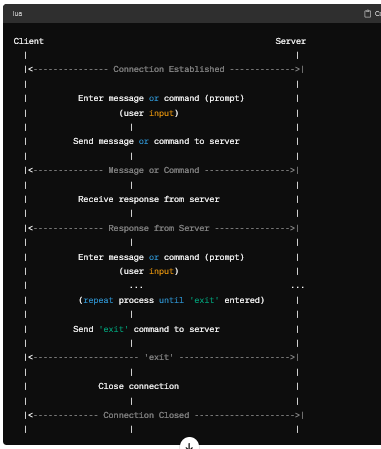 lua
Client Server
|<--------------- Connection Established ------------->|
Enter message or command (prompt)
(user input)
Send message or command to server
|<-------------- Message or Command ----------------->|
Receive response from server
|<-------------- Response from Server --------------->|
Enter message or command (prompt)
(user input)
... ...
(repeat process until 'exit' entered)
Send 'exit' command to server
|<--------------------- 'exit' ---------------------->|
Close connection
|<------------- Connection Closed -------------------->|